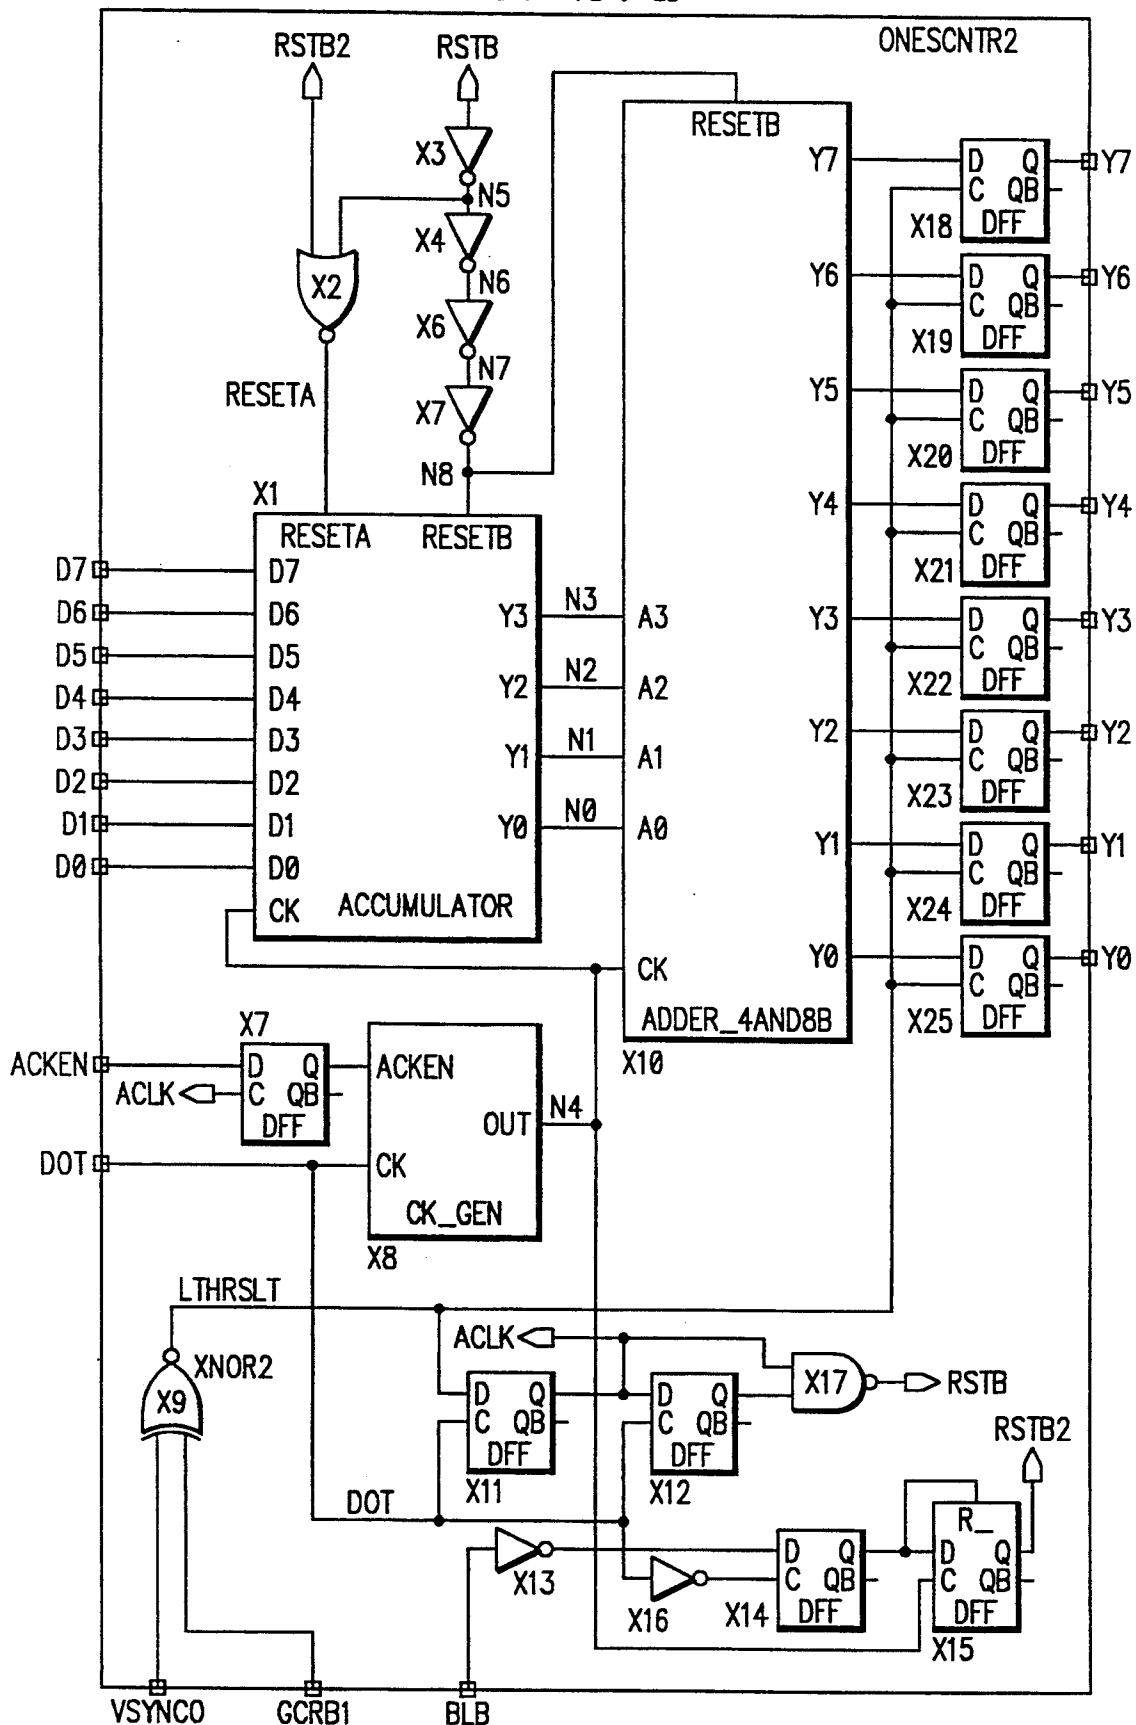 ONESCNTR2
RSTB2
RSTB
RESETB
X3
N5
X4
N6
X2
X6
N7
RESETA
X7
N8
X1
RESETA RESETB
D7 D7
D6 D6
D5 D5
D4 D4
D3 D3
D2 D2
D1 D1
D0 D0
CK
Y3 N3 A3
Y2 N2 A2
Y1 N1 A1
Y0 N0 A0
ACCUMULATOR
CK
ADDER_4AND8B
X10
Y7 D Q Y7
C QB
X18 DFF
Y6 D Q Y6
C QB
X19 DFF
Y5 D Q Y5
C QB
X20 DFF
Y4 D Q Y4
C QB
X21 DFF
Y3 D Q Y3
C QB
X22 DFF
Y2 D Q Y2
C QB
X23 DFF
Y1 D Q Y1
C QB
X24 DFF
Y0 D Q Y0
C QB
X25 DFF
X7
ACKEN D Q ACKEN
ACLK C QB
DFF
OUT N4
DOT CK
CK_GEN
X8
LTHRSLT
ACLK
XNOR2
X9
D Q
C QB
DFF
X11
D Q
C QB
DFF
X12
X17 RSTB
RSTB2
DOT
X13
X16
D Q
C QB
DFF
X14
R_
D Q
C QB
DFF
X15
VSYNCO GCRB1 BLB